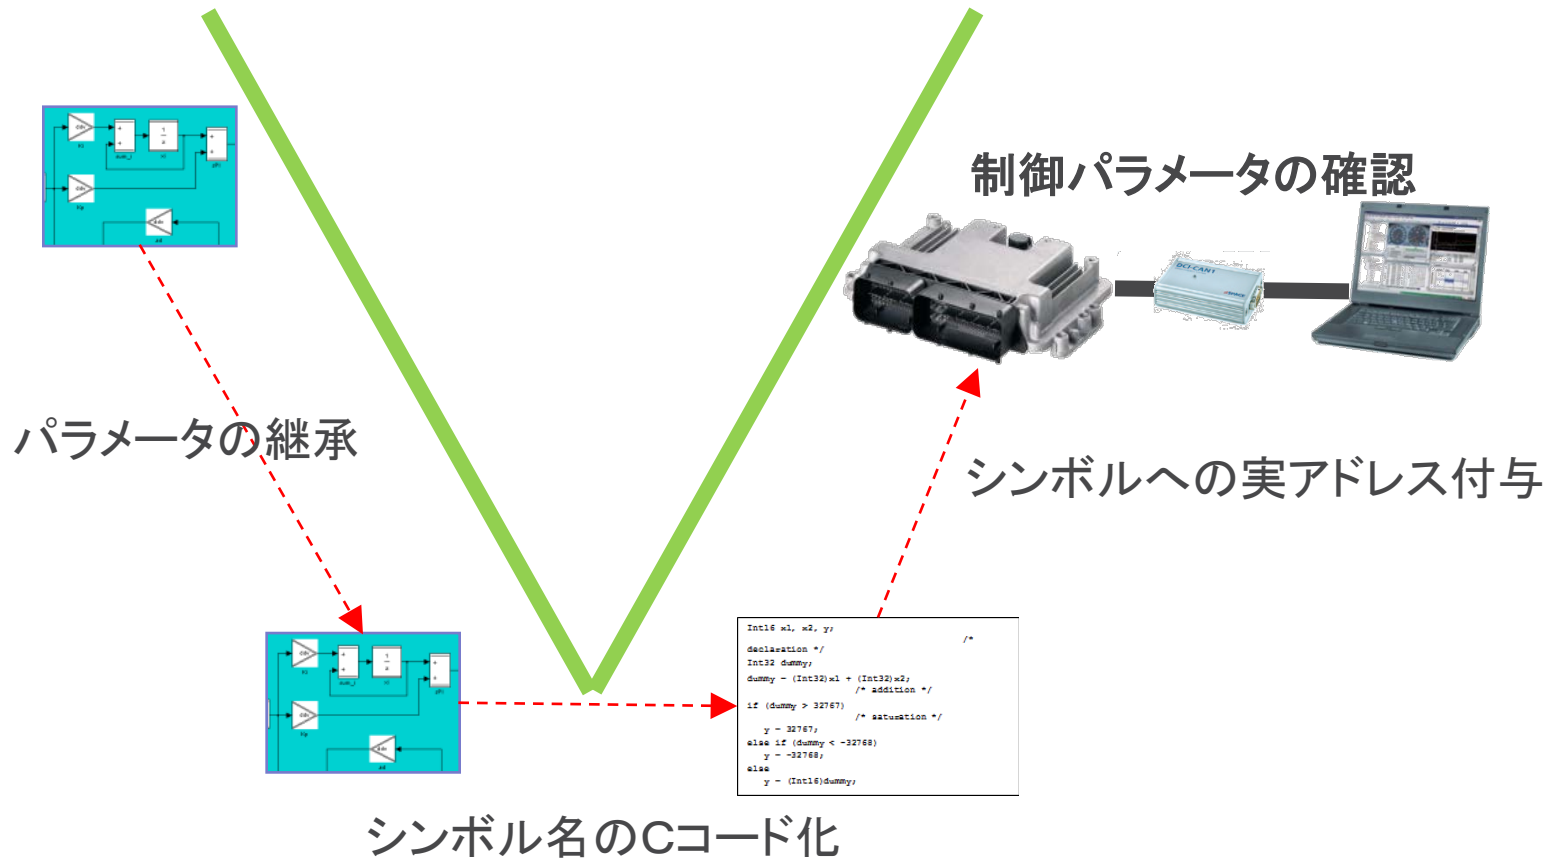 制御パラメータの確認
DCI-CAN1
パラメータの継承
シンボルへの実アドレス付与
Int16 x1, x2, y;
/*
declaration */
Int32 dummy;
dummy = (Int32)x1 + (Int32)x2;
/* addition */
if (dummy > 32767)
/* saturation */
y = 32767;
else if (dummy < -32768)
y = -32768;
else
y = (Int16)dummy;
シンボル名のCコード化